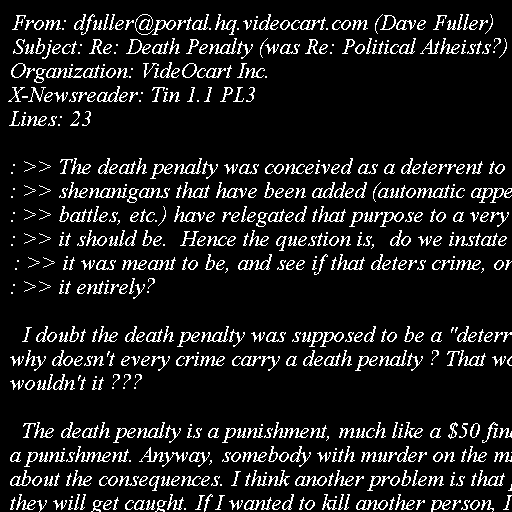 From: dfuller@portal.hq.videocart.com (Dave Fuller)
Subject: Re: Death Penalty (was Re: Political Atheists?)
Organization: VideOcart Inc.
X-Newsreader: Tin 1.1 PL3
Lines: 23

: >> The death penalty was conceived as a deterrent to
: >> shenanigans that have been added (automatic appe
: >> battles, etc.) have relegated that purpose to a very
: >> it should be.  Hence the question is,  do we instate
: >> it was meant to be, and see if that deters crime, or
: >> it entirely?

  I doubt the death penalty was supposed to be a "deterr
why doesn't every crime carry a death penalty ? That wo
wouldn't it ???

  The death penalty is a punishment, much like a $50 fin
a punishment. Anyway, somebody with murder on the mi
about the consequences. I think another problem is that p
they will get caught. If I wanted to kill another person, I